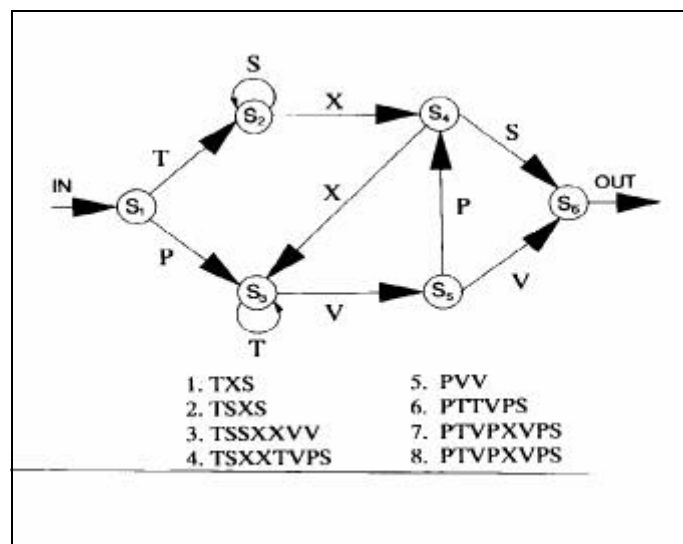 S
S₂
X
S₄
T
X
S
IN
S₁
S₆
OUT
P
P
S₃
V
S₅
V
T
1. TXS
5. PVV
2. TSXS
6. PTTVPS
3. TSSXXVV
7. PTVPXVPS
4. TSXXTVPS
8. PTVPXVPS